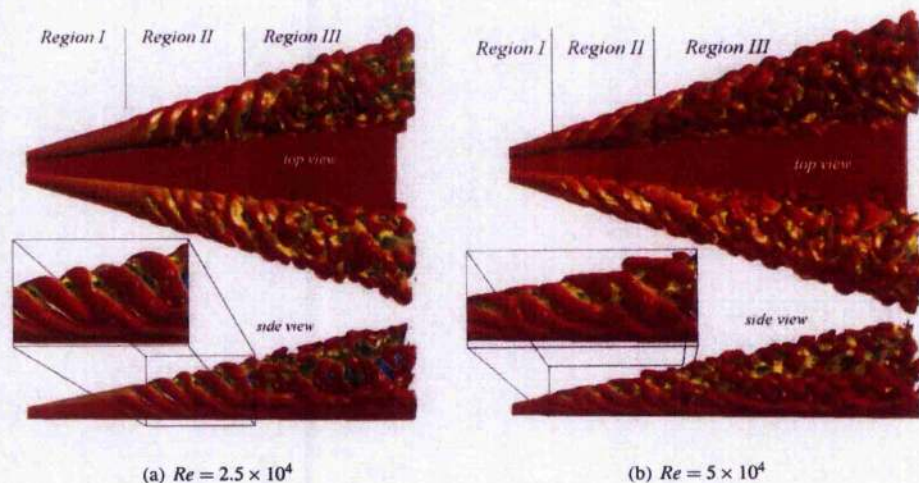 Region I Region II Region III
top view
side view
(a) Re = 2.5 × 10⁴
Region I Region II Region III
top view
side view
(b) Re = 5 × 10⁴